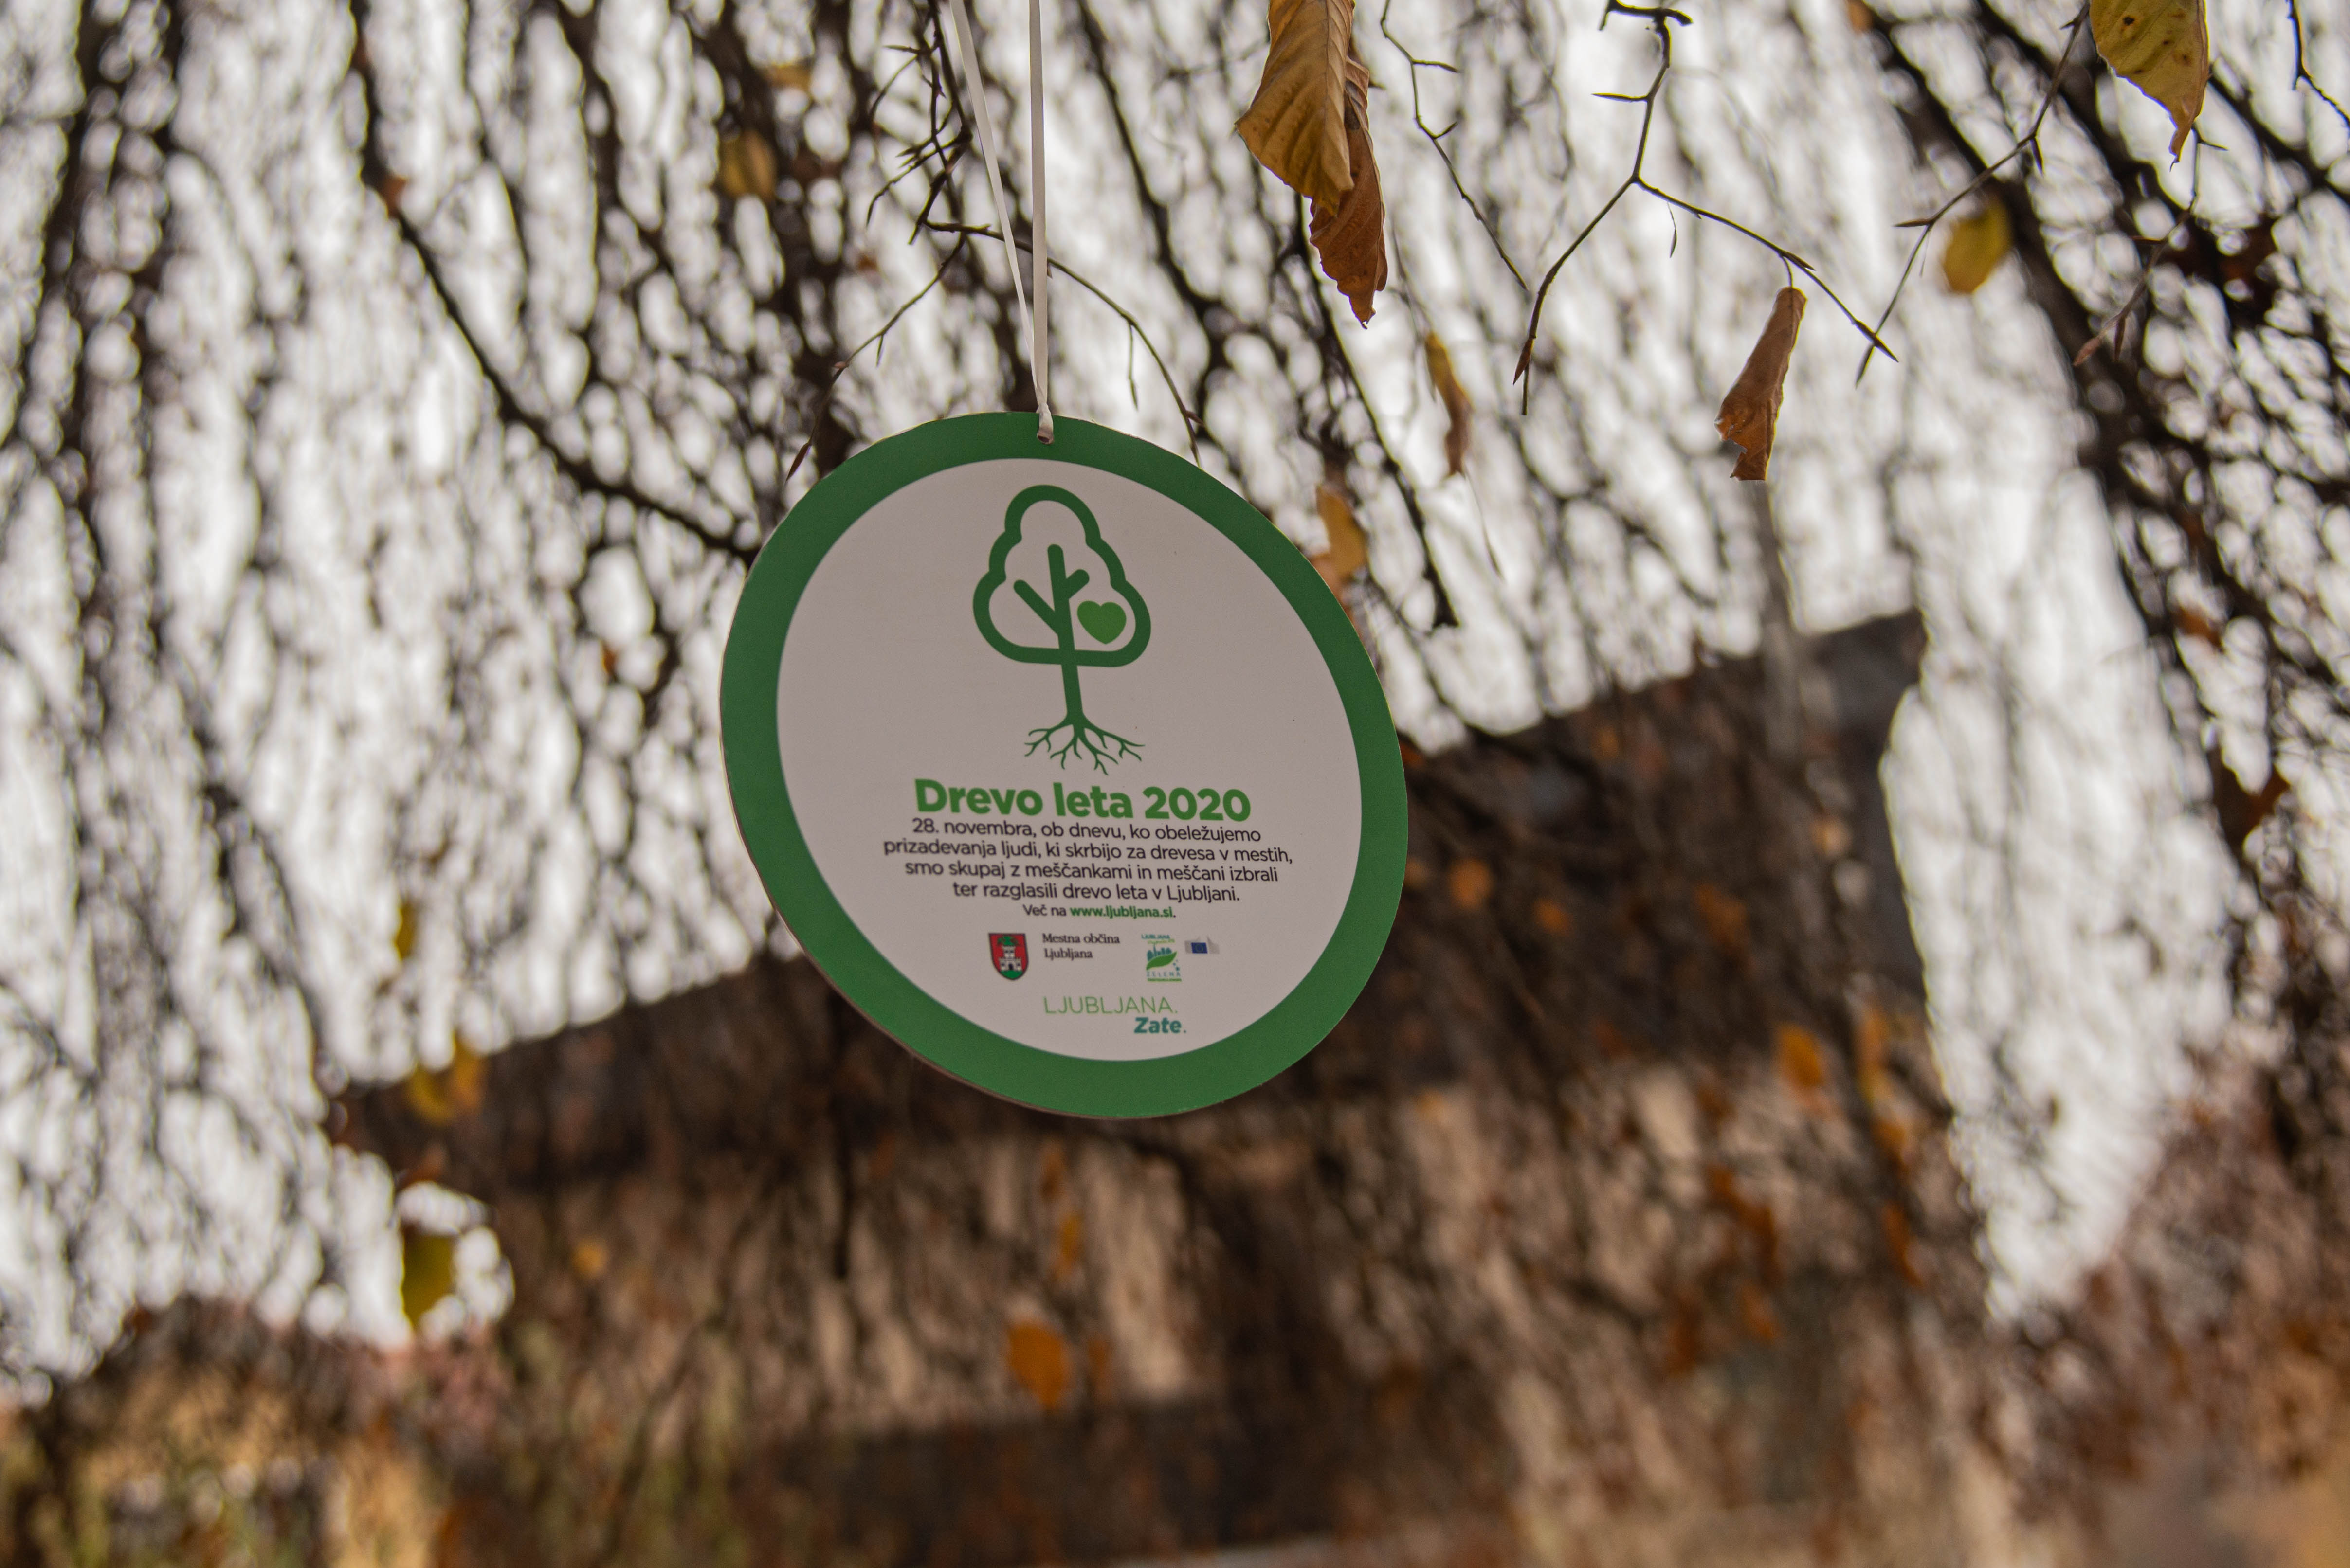 Drevo leta 2020
28. novembra, ob dnevu, ko obeležujemo
prizadevanja ljudi, ki skrbijo za drevesa v mestih,
smo skupaj z meščankami in meščani izbrali
ter razglasili drevo leta v Ljubljani.
Več na www.ljubljana.si.
Mestna občina
Ljubljana
ZELENA
LJUBLJANA.
Zate.